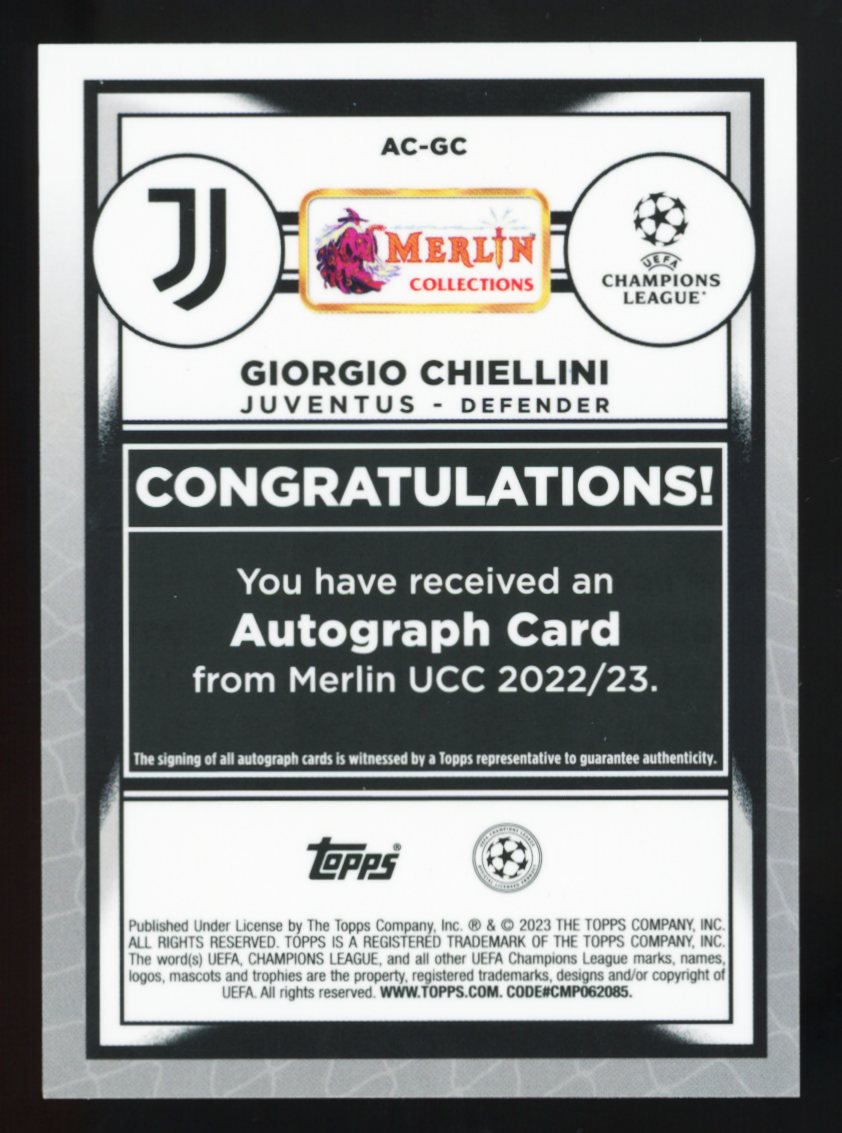 AC-GC
MERLIN
COLLECTIONS
UEFA
CHAMPIONS
LEAGUE
GIORGIO CHIELLINI
JUVENTUS - DEFENDER
CONGRATULATIONS!
You have received an
Autograph Card
from Merlin UCC 2022/23.
The signing of all autograph cards is witnessed by a Topps representative to guarantee authenticity.
topps®
Published Under License by The Topps Company, Inc. ® & © 2023 THE TOPPS COMPANY, INC.
ALL RIGHTS RESERVED. TOPPS IS A REGISTERED TRADEMARK OF THE TOPPS COMPANY, INC.
The word(s) UEFA, CHAMPIONS LEAGUE, and all other UEFA Champions League marks, names,
logos, mascots and trophies are the property, registered trademarks, designs and/or copyright of
UEFA. All rights reserved. WWW.TOPPS.COM. CODE#CMP062085.